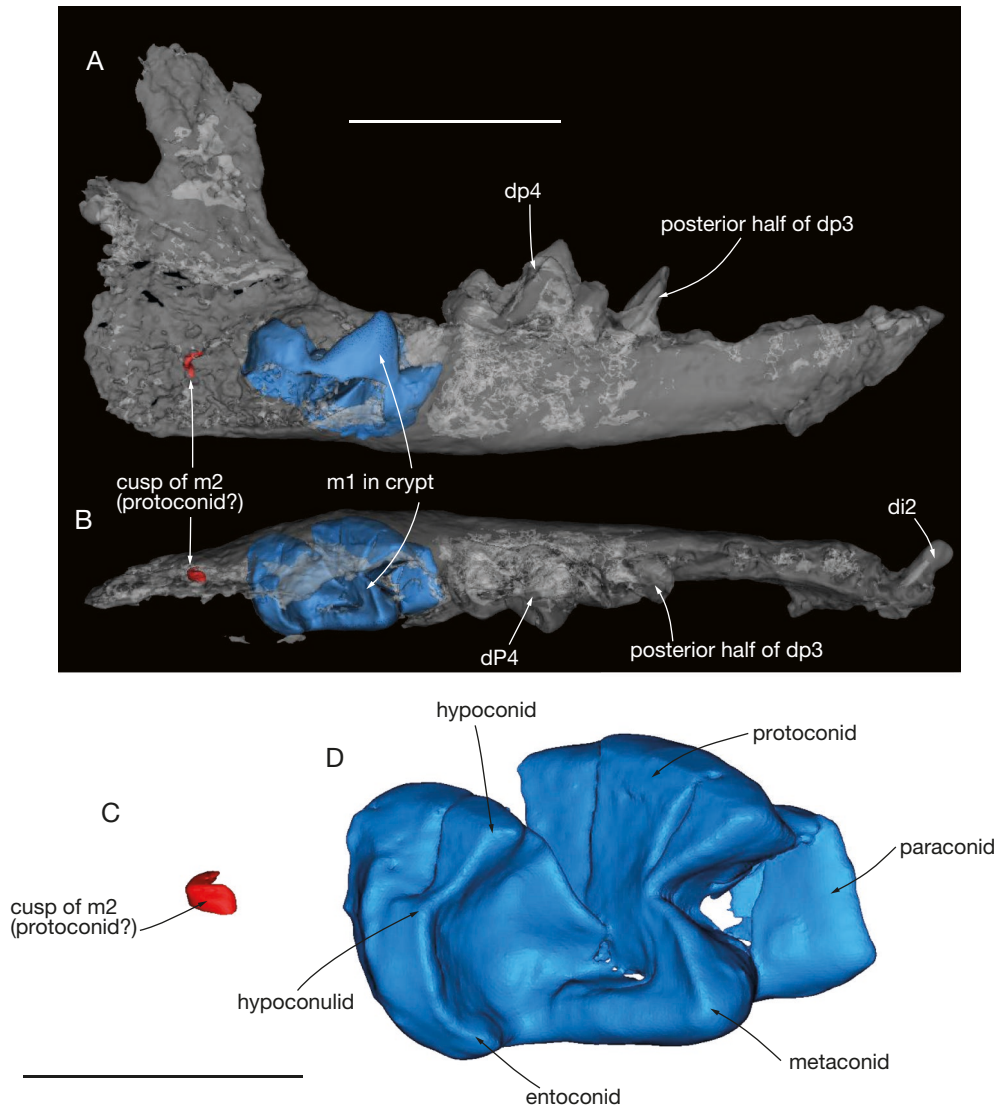 A
dp4
posterior half of dp3
cusp of m2
(protoconid?)
m1 in crypt
B
di2
dP4
posterior half of dp3
hypoconid
D
protoconid
C
paraconid
cusp of m2
(protoconid?)
hypoconulid
metaconid
entoconid